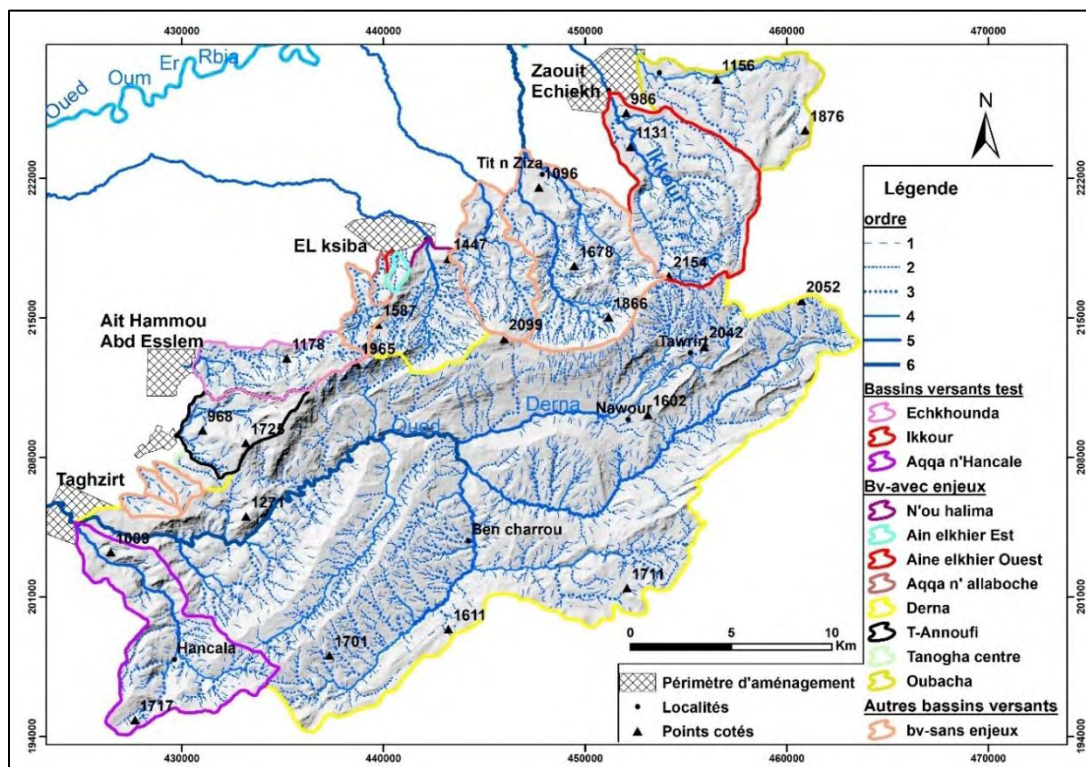 430000 440000 450000 460000 470000
222000
215000
208000
201000
194000
222000
215000
208000
201000
194000
430000 440000 450000 460000 470000
Oued Oum Er Rbia
Zaouit
Echiekh
986
1156
1131
1876
Ikkour
Tit n Ziza
1096
EL ksiba
1447
1678
2154
1587
1866
2052
2099
2042
Tawrirt
Ait Hammou
Abd Esslem
1178
1965
Oued Derna
Nawour
1602
968
1725
Taghzirt
1271
Ben charrou
1009
1711
1611
Hancala
1701
1717
N
Légende
ordre
1
2
3
4
5
6
Bassins versants test
Echkhounda
Ikkour
Aqqa n'Hancale
Bv-avec enjeux
N'ou halima
Ain elkhier Est
Aine elkhier Ouest
Aqqa n' allaboche
Derna
T-Annoufi
Tanogha centre
Oubacha
Autres bassins versants
bv-sans enjeux
0 5 10
Km
Périmètre d'aménagement
Localités
Points cotés